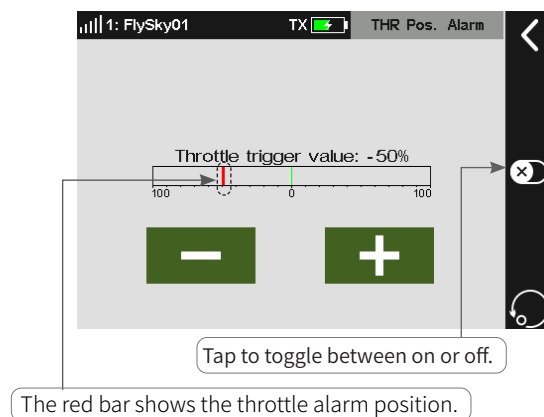 1: FlySky01 TX THR Pos. Alarm
Throttle trigger value: -50%
100 0 100
Tap to toggle between on or off.
The red bar shows the throttle alarm position.